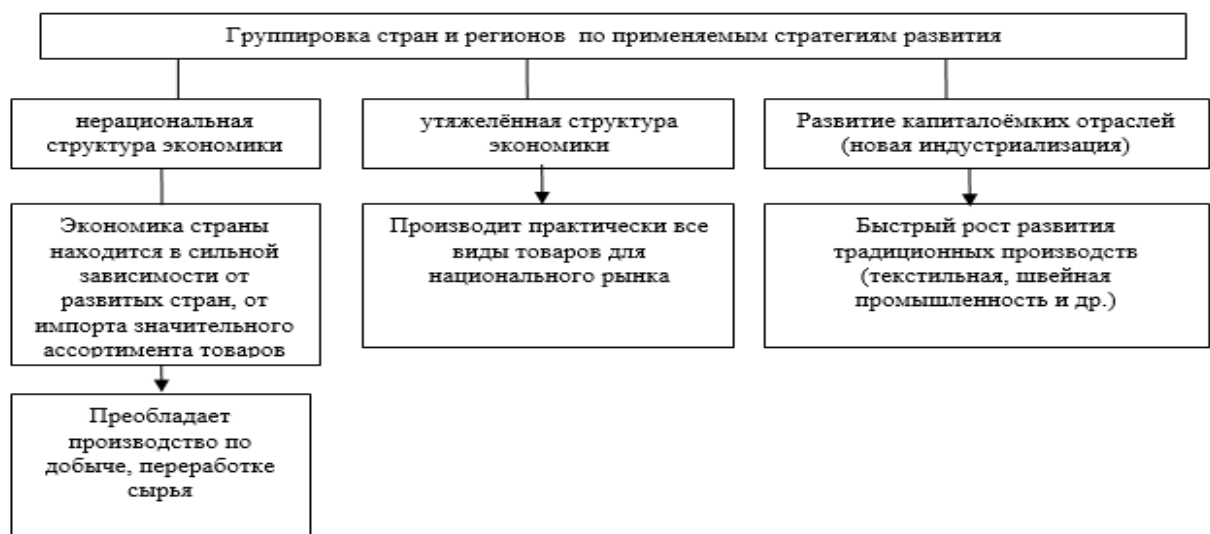 Группировка стран и регионов по применяемым стратегиям развития
нерациональная
структура экономики
утяжелённая структура
экономики
Развитие капиталоёмких отраслей
(новая индустриализация)
Экономика страны
находится в сильной
зависимости от
развитых стран, от
импорта значительного
ассортимента товаров
Производит практически все
виды товаров для
национального рынка
Быстрый рост развития
традиционных производств
(текстильная, швейная
промышленность и др.)
Преобладает
производство по
добыче, переработке
сырья